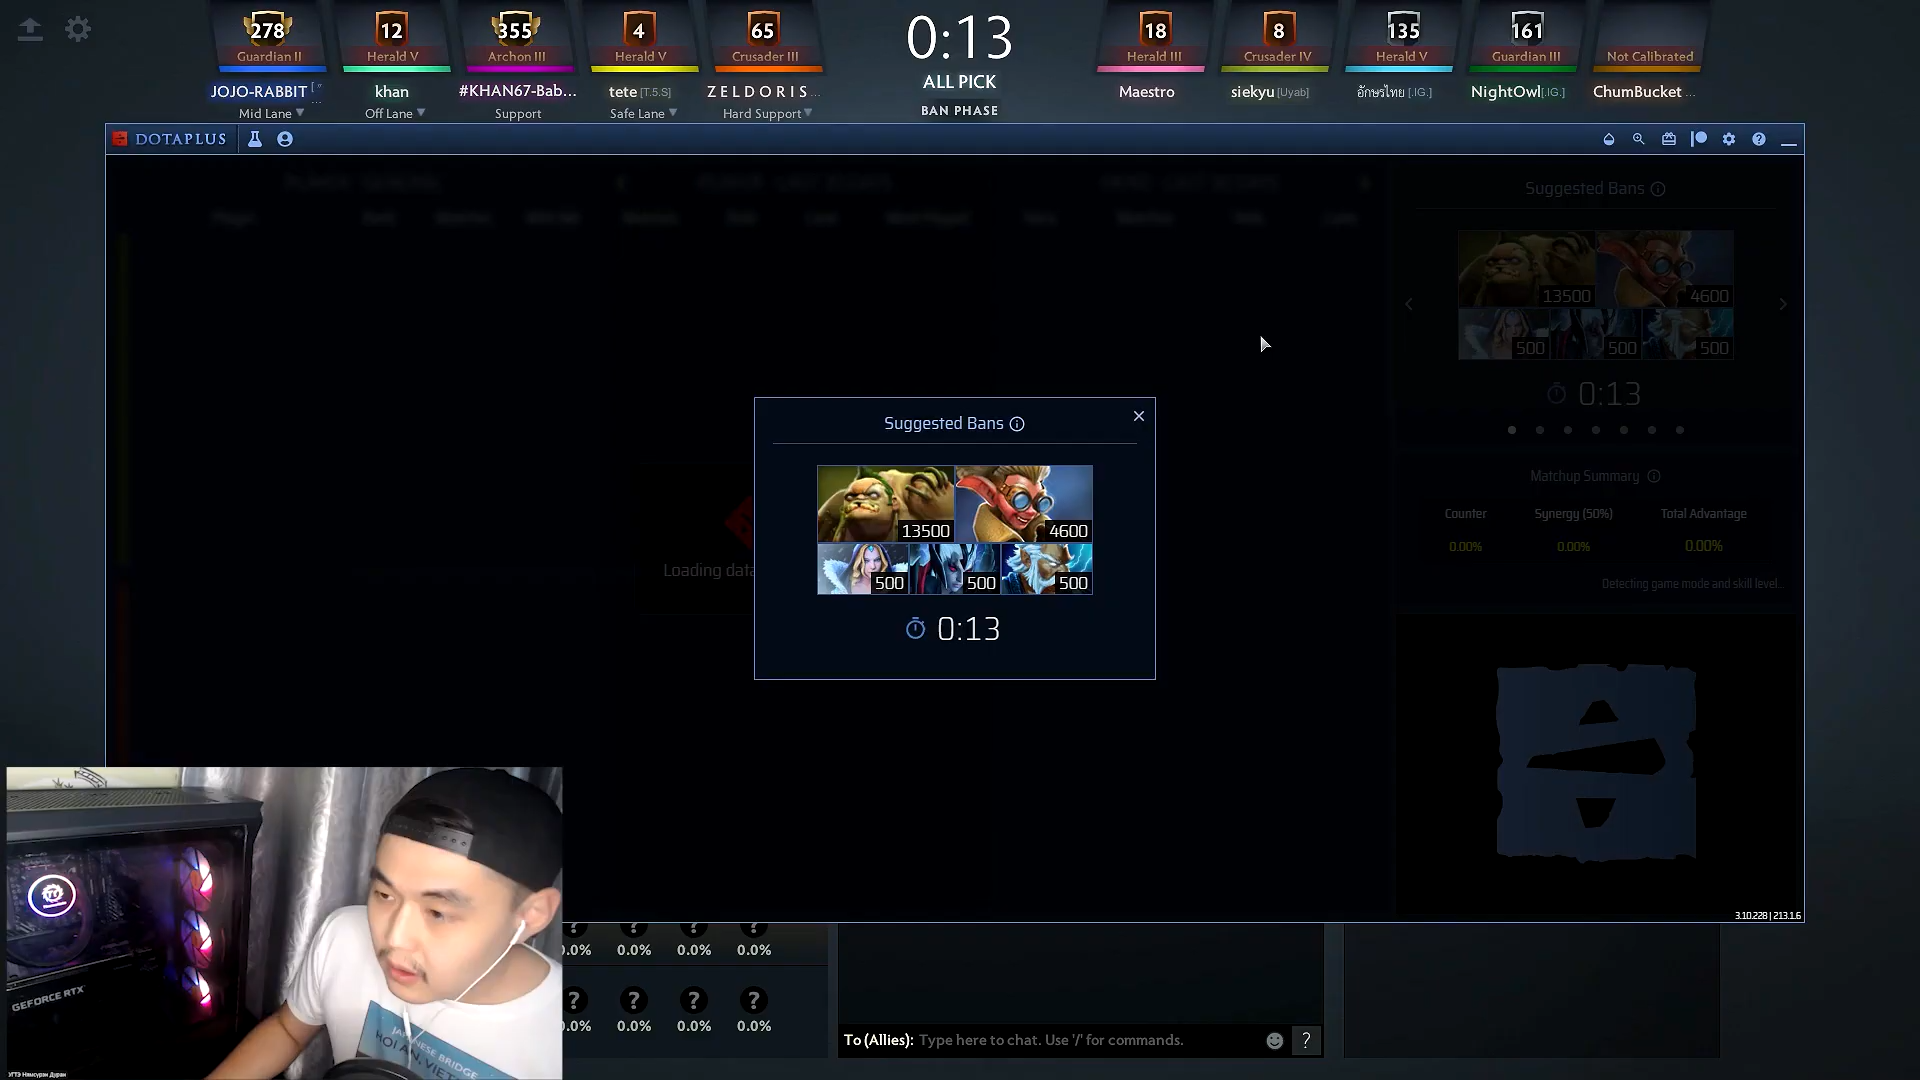 278 12 355 4 65 0:13 18 8 135 161
Guardian II Herald V Archon III Herald V Crusader III Herald III Crusader IV Herald V Guardian III Not Calibrated
ALL PICK
JOJO-RABBIT khan #KHAN67-Bab... tete [T.5.S] ZELDORIS... Maestro siekyu [Uyab] อักษรไทย [.IG.] NightOwl[.IG.] ChumBucket ...
BAN PHASE
Mid Lane Off Lane Support Safe Lane Hard Support
DOTAPLUS
Suggested Bans
13500 4600
500 500 500
0:13
Matchup Summary
Counter Synergy (50%) Total Advantage
0.00% 0.00% 0.00%
Detecting game mode and skill level...
Suggested Bans
13500 4600
500 500 500
0:13
Loading data
3.10.228 | 213.1.6
0.0% 0.0% 0.0% 0.0%
? ? ? ?
0.0% 0.0% 0.0% 0.0%
To (Allies): Type here to chat. Use '/' for commands. ?
GEFORCE RTX
JAPANESE BRIDGE
HOI AN, VIET